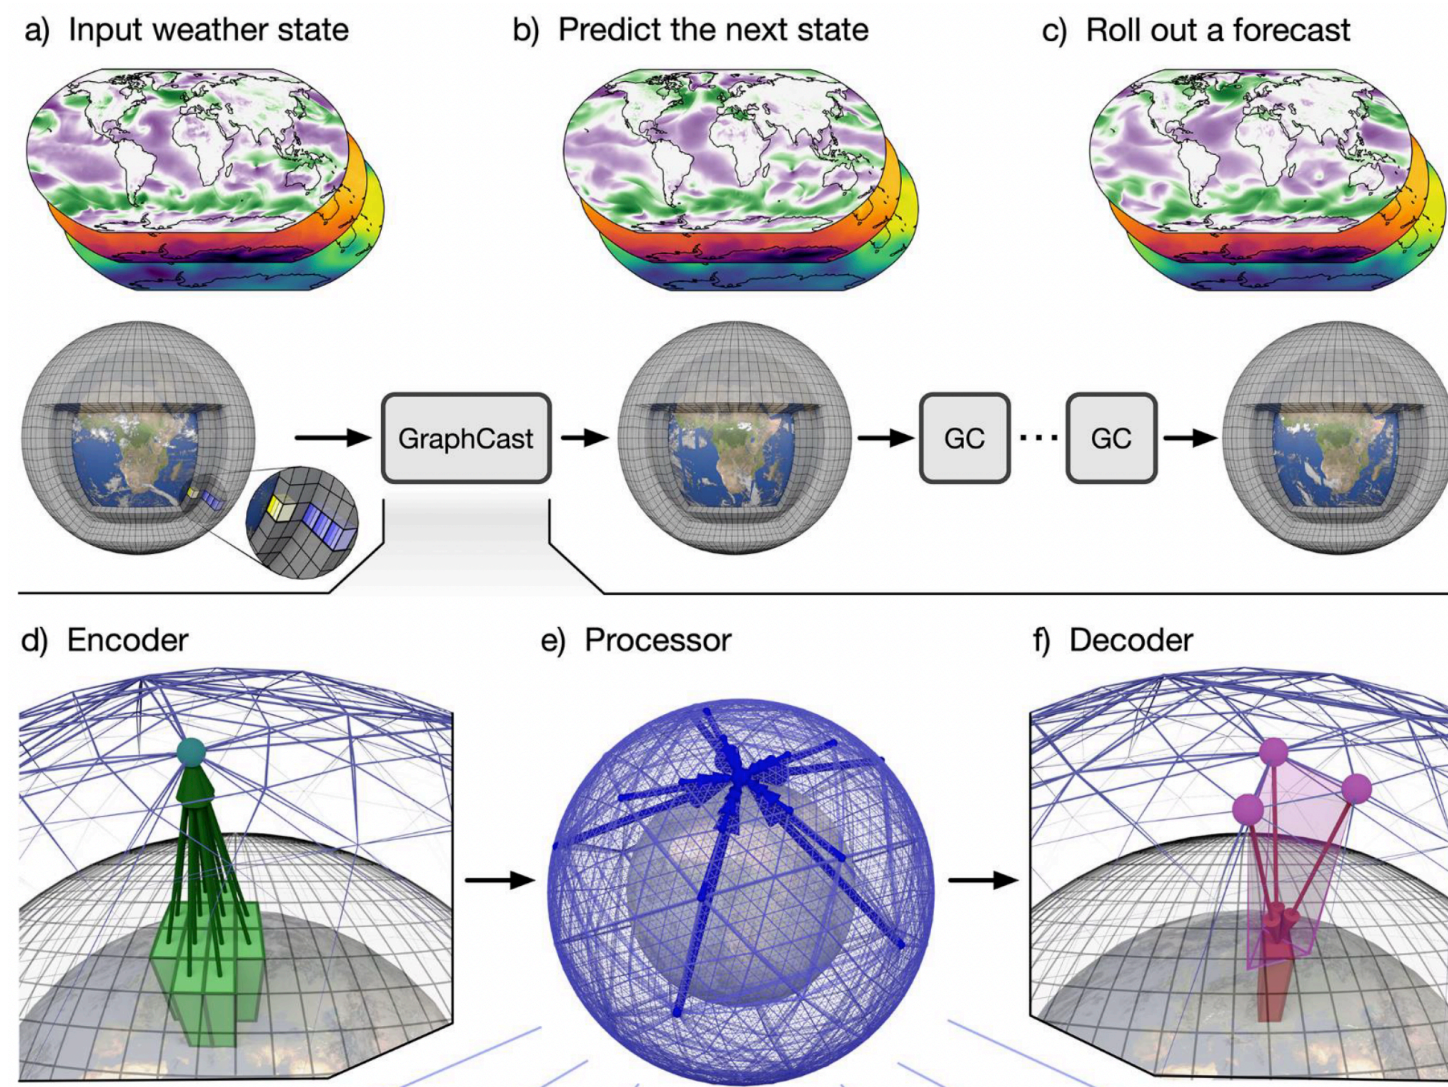 a) Input weather state
b) Predict the next state
c) Roll out a forecast
GraphCast
GC
...
GC
d) Encoder
e) Processor
f) Decoder